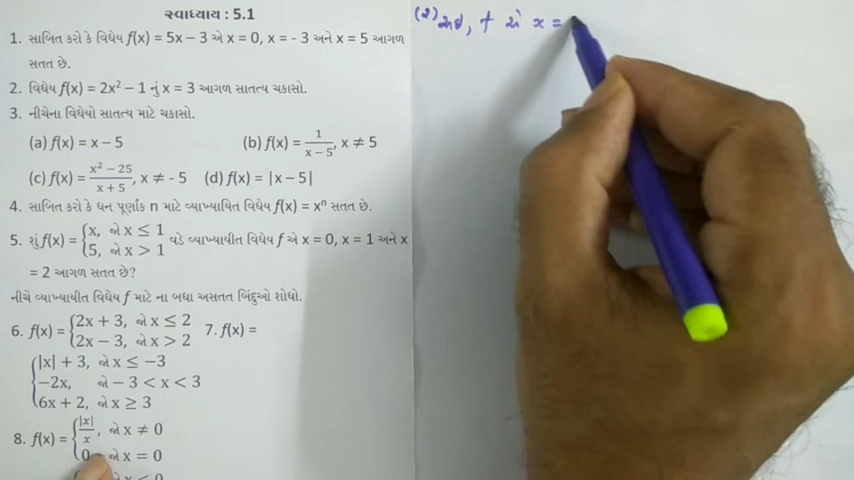 સ્વાધ્યાય : 5.1
1. સાબિત કરો કે વિધેય f(x) = 5x – 3 એ x = 0, x = - 3 અને x = 5 આગળ
સતત છે.
2. વિધેય f(x) = 2x² – 1 નું x = 3 આગળ સાતત્ય ચકાસો.
3. નીચેના વિધેયો સાતત્ય માટે ચકાસો.
(a) f(x) = x – 5 (b) f(x) = 1/(x – 5), x ≠ 5
(c) f(x) = (x² – 25)/(x + 5), x ≠ - 5 (d) f(x) = |x – 5|
4. સાબિત કરો કે ધન પૂર્ણાંક n માટે વ્યાખ્યાયિત વિધેય f(x) = xⁿ સતત છે.
5. શું f(x) = {x, જો x ≤ 1
5, જો x > 1 વડે વ્યાખ્યાયીત વિધેય f એ x = 0, x = 1 અને x
= 2 આગળ સતત છે?
નીચે વ્યાખ્યાયીત વિધેય f માટે ના બધા અસતત બિંદુઓ શોધો.
6. f(x) = {2x + 3, જો x ≤ 2
2x – 3, જો x > 2 7. f(x) =
{|x| + 3, જો x ≤ –3
–2x, જો – 3 < x < 3
6x + 2, જો x ≥ 3
8. f(x) = {|x|/x, જો x ≠ 0
0, જો x = 0
જો x < 0
(2) f એ x =